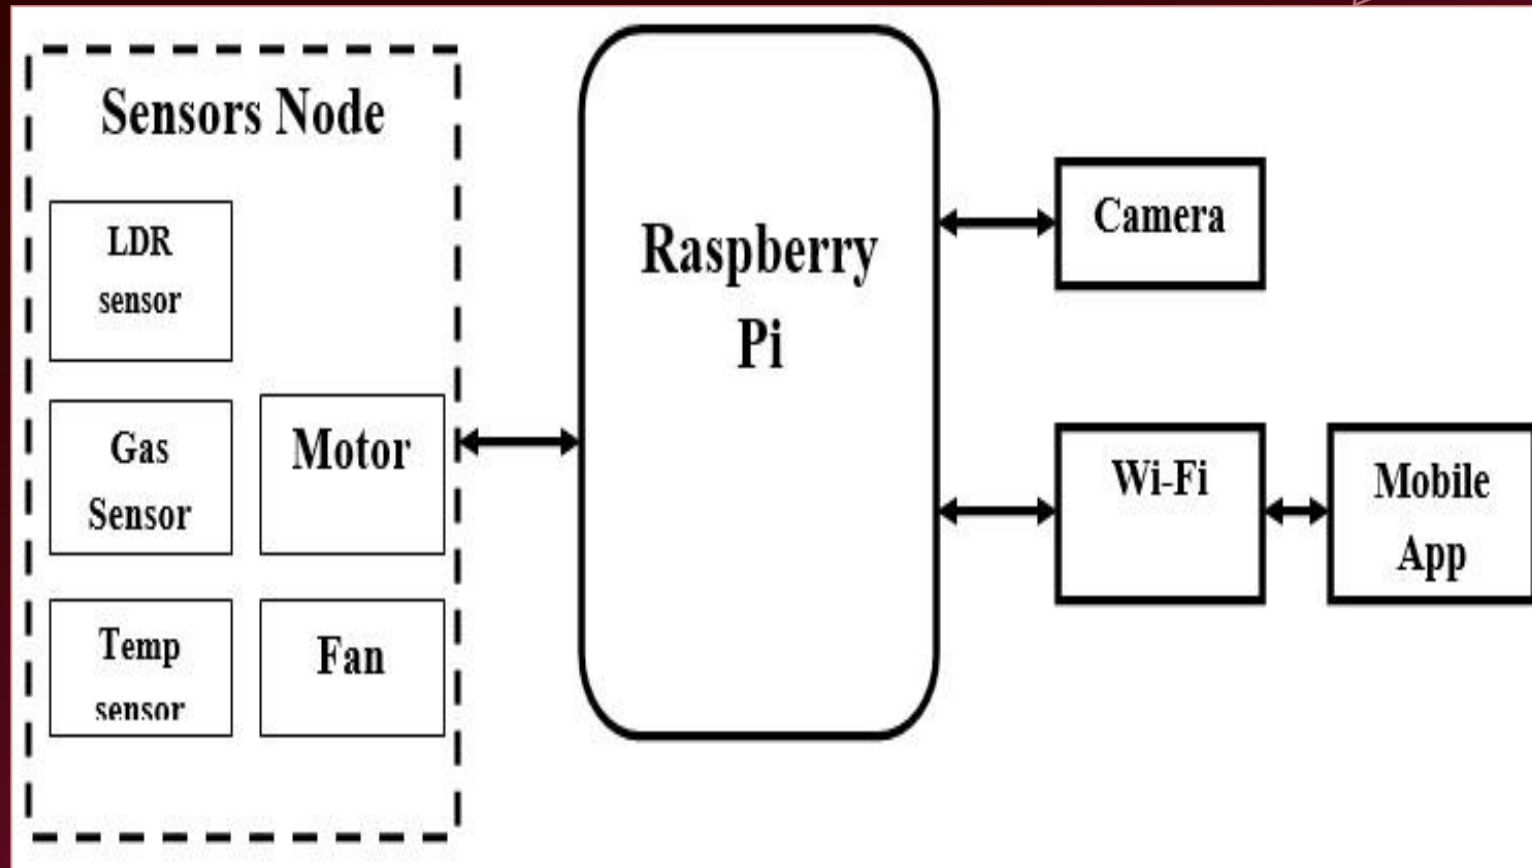 Sensors Node
LDR
sensor
Gas
Sensor
Temp
sensor
Motor
Fan
Raspberry
Pi
Camera
Wi-Fi
Mobile
App